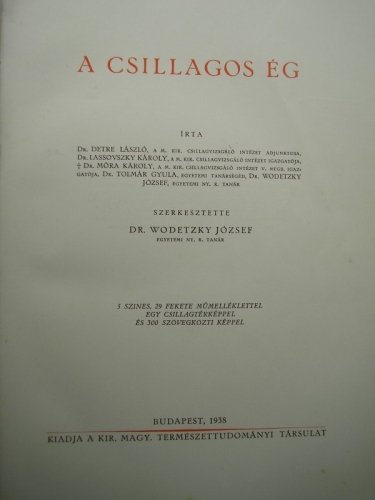 A CSILLAGOS ÉG
ÍRTA
DR. DETRE LÁSZLÓ, A M. KIR. CSILLAGVIZSGÁLÓ INTÉZET ADJUNKTUSA,
DR. LASSOVSZKY KÁROLY, A M. KIR. CSILLAGVIZSGÁLÓ INTÉZET IGAZGATÓJA,
† DR. MÓRA KÁROLY, A M. KIR. CSILLAGVIZSGÁLÓ INTÉZET V. MEGB. IGAZ-
GATÓJA, DR. TOLMÁR GYULA, EGYETEMI TANÁRSEGÉD, DR. WODETZKY
JÓZSEF, EGYETEMI NY. R. TANÁR
SZERKESZTETTE
DR. WODETZKY JÓZSEF
EGYETEMI NY. R. TANÁR
5 SZINES, 29 FEKETE MŰMELLÉKLETTEL
EGY CSILLAGTÉRKÉPPEL
ÉS 300 SZÖVEGKÖZTI KÉPPEL
BUDAPEST, 1938
KIADJA A KIR. MAGY. TERMÉSZETTUDOMÁNYI TÁRSULAT